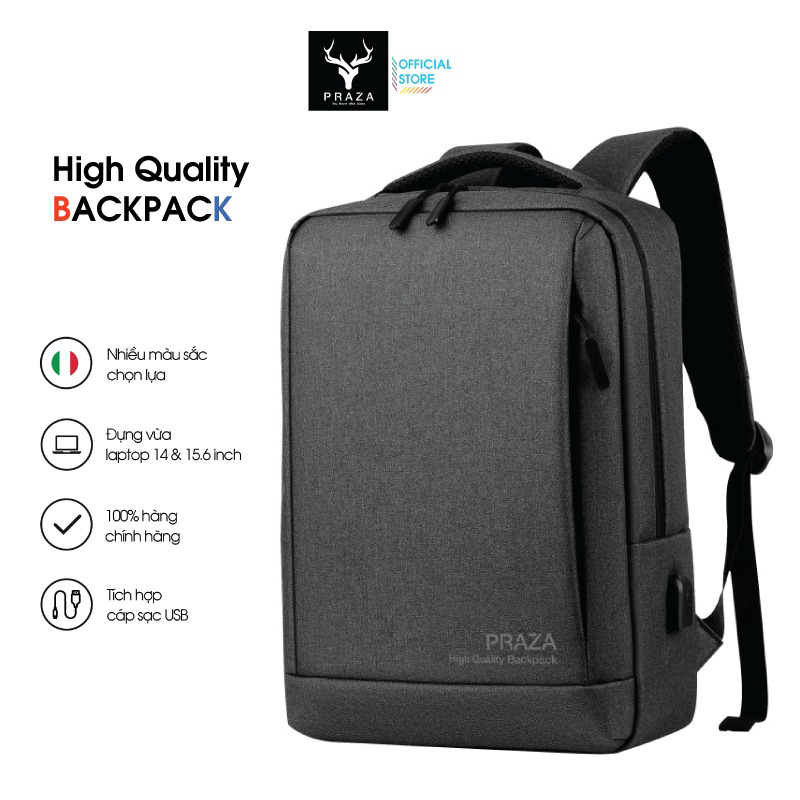 PRAZA
OFFICIAL
STORE
High Quality
BACKPACK
Nhiều màu sắc
chọn lựa
Đựng vừa
laptop 14 & 15.6 inch
100% hàng
chính hãng
Tích hợp
cáp sạc USB
PRAZA
High Quality Backpack